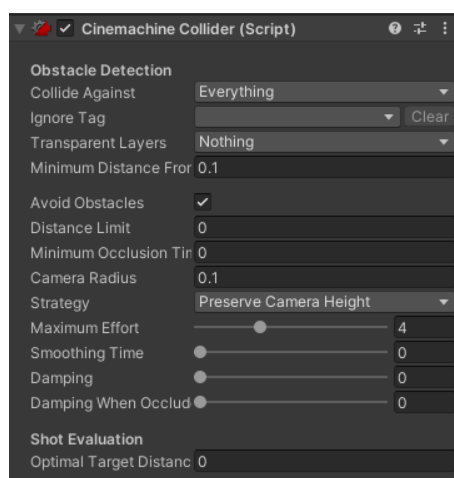 Cinemachine Collider (Script)
Obstacle Detection
Collide Against Everything
Ignore Tag Clear
Transparent Layers Nothing
Minimum Distance Fror 0.1
Avoid Obstacles
Distance Limit 0
Minimum Occlusion Tin 0
Camera Radius 0.1
Strategy Preserve Camera Height
Maximum Effort 4
Smoothing Time 0
Damping 0
Damping When Occlud 0
Shot Evaluation
Optimal Target Distanc 0